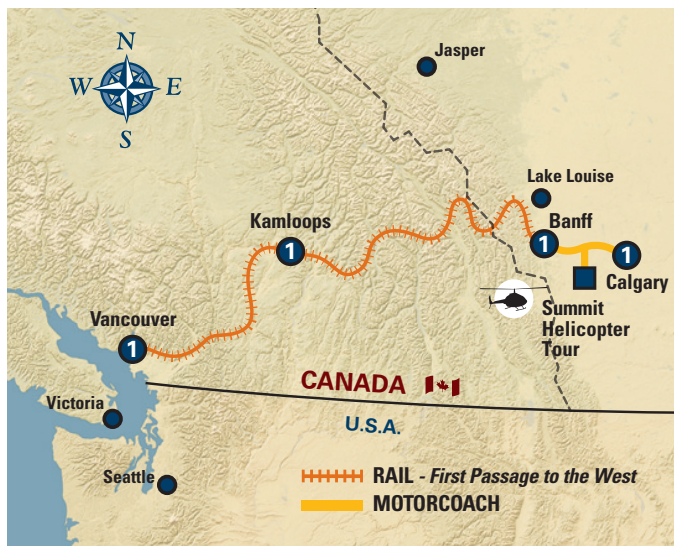 N
W E
S
Jasper
Lake Louise
Kamloops
1
Banff
1
1
Calgary
Summit
Helicopter
Tour
Vancouver
1
CANADA
Victoria
U.S.A.
Seattle
RAIL - First Passage to the West
MOTORCOACH